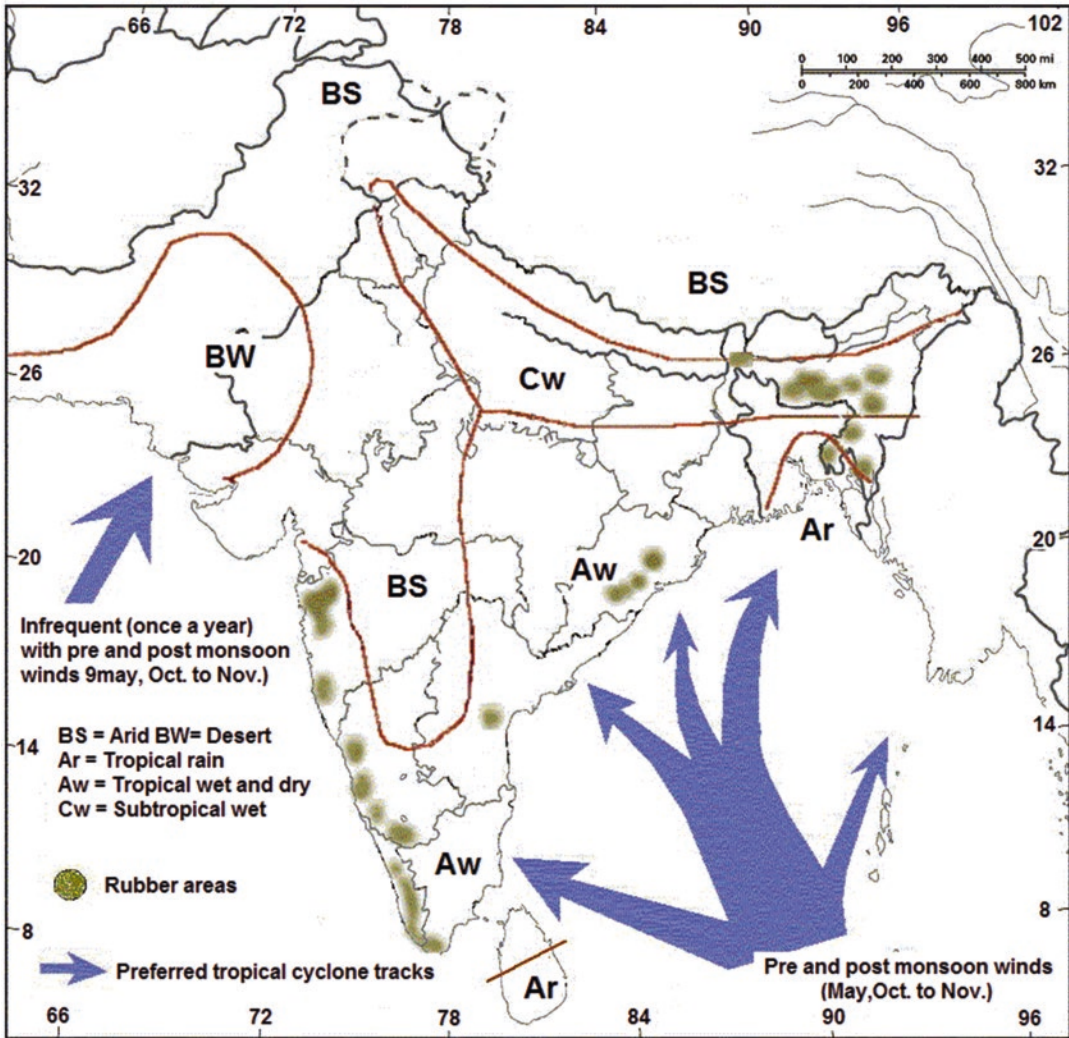 66 72 78 84 90 96 102
0 100 200 300 400 500 mi
0 200 400 600 800 km
BS
32 32
BS
BW
Cw
26 26
Ar
20 20
Aw
BS
Infrequent (once a year)
with pre and post monsoon
winds 9may, Oct. to Nov.)
14 14
BS = Arid BW= Desert
Ar = Tropical rain
Aw = Tropical wet and dry
Cw = Subtropical wet
Aw
Rubber areas
8 8
Preferred tropical cyclone tracks
Pre and post monsoon winds
(May,Oct. to Nov.)
Ar
66 72 78 84 90 96